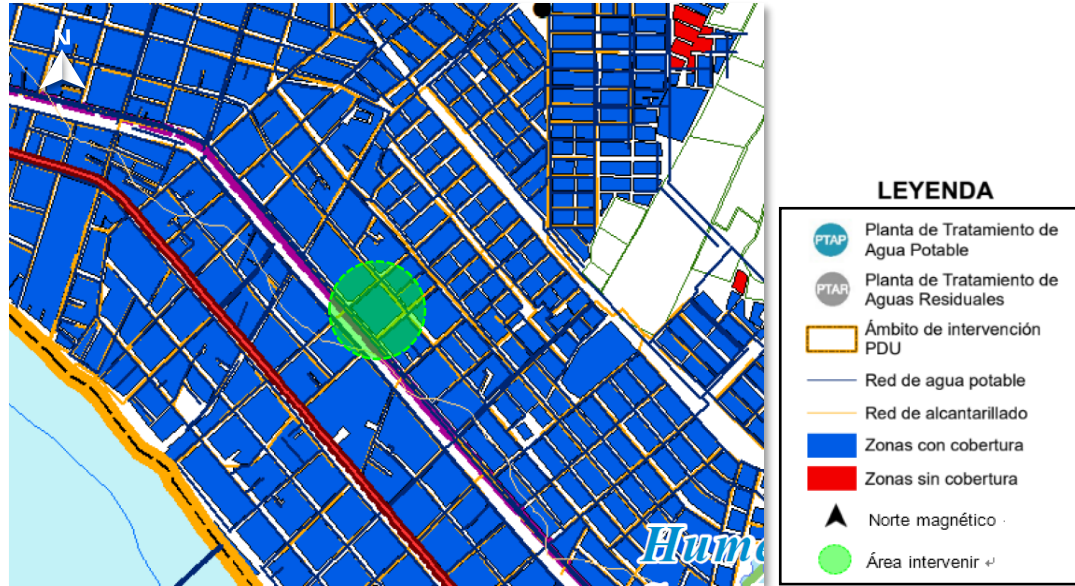 N
Hume
LEYENDA
PTAP
Planta de Tratamiento de
Agua Potable
PTAR
Planta de Tratamiento de
Aguas Residuales
Ámbito de intervención
PDU
Red de agua potable
Red de alcantarillado
Zonas con cobertura
Zonas sin cobertura
Norte magnético
Área intervenir